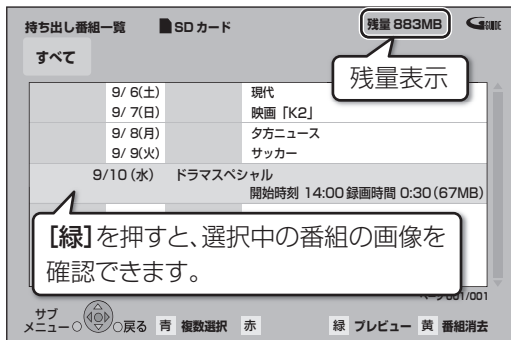 持ち出し番組一覧 SDカード 残量 883MB G-GUIDE
すべて
残量表示
9/ 6(土) 現代
9/ 7(日) 映画「K2」
9/ 8(月) 夕方ニュース
9/ 9(火) サッカー
9/10 (水) ドラマスペシャル
開始時刻 14:00 録画時間 0:30(67MB)
[緑]を押すと、選択中の番組の画像を
確認できます。
ページ 001/001
サブ
メニュー 戻る 青 複数選択 赤 緑 プレビュー 黄 番組消去